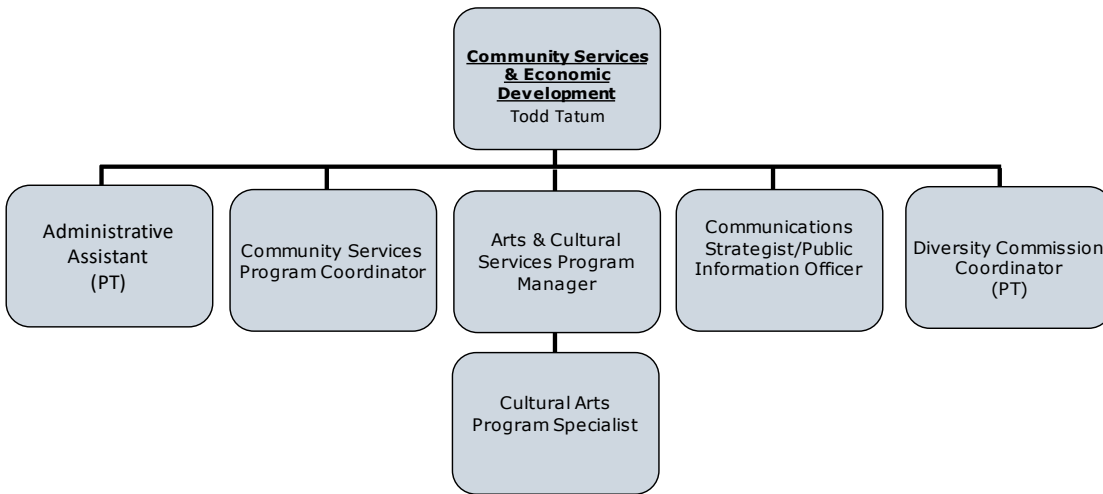 Community Services
& Economic
Development
Todd Tatum
Administrative
Assistant
(PT)
Community Services
Program Coordinator
Arts & Cultural
Services Program
Manager
Communications
Strategist/Public
Information Officer
Diversity Commission
Coordinator
(PT)
Cultural Arts
Program Specialist